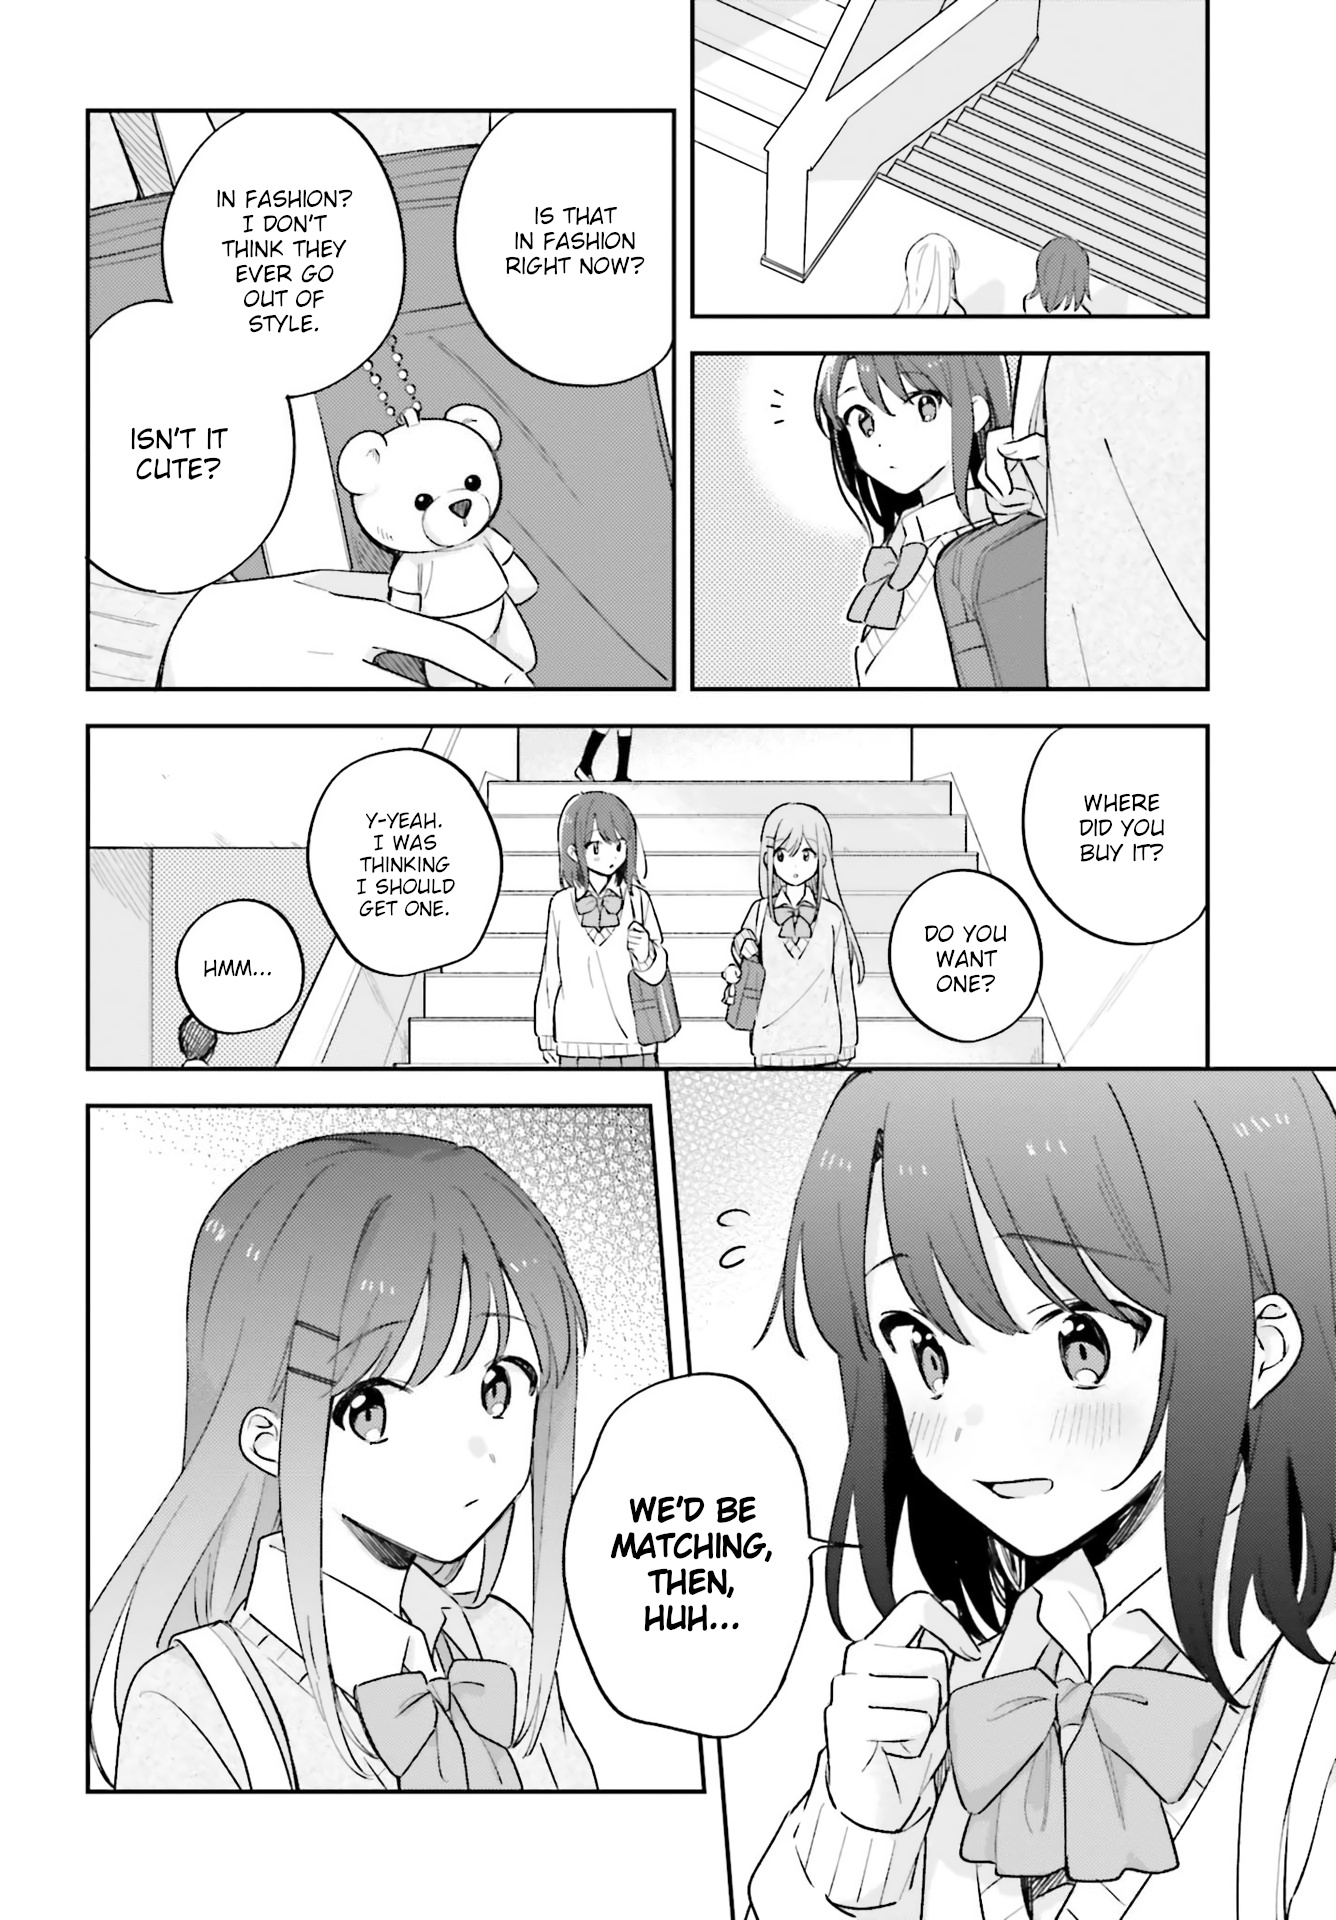 IS THAT
IN FASHION
RIGHT NOW?
IN FASHION?
I DON'T
THINK THEY
EVER GO
OUT OF
STYLE.
ISN'T IT
CUTE?
WHERE
DID YOU
BUY IT?
DO YOU
WANT
ONE?
Y-YEAH.
I WAS
THINKING
I SHOULD
GET ONE.
HMM...
WE'D BE
MATCHING,
THEN,
HUH...